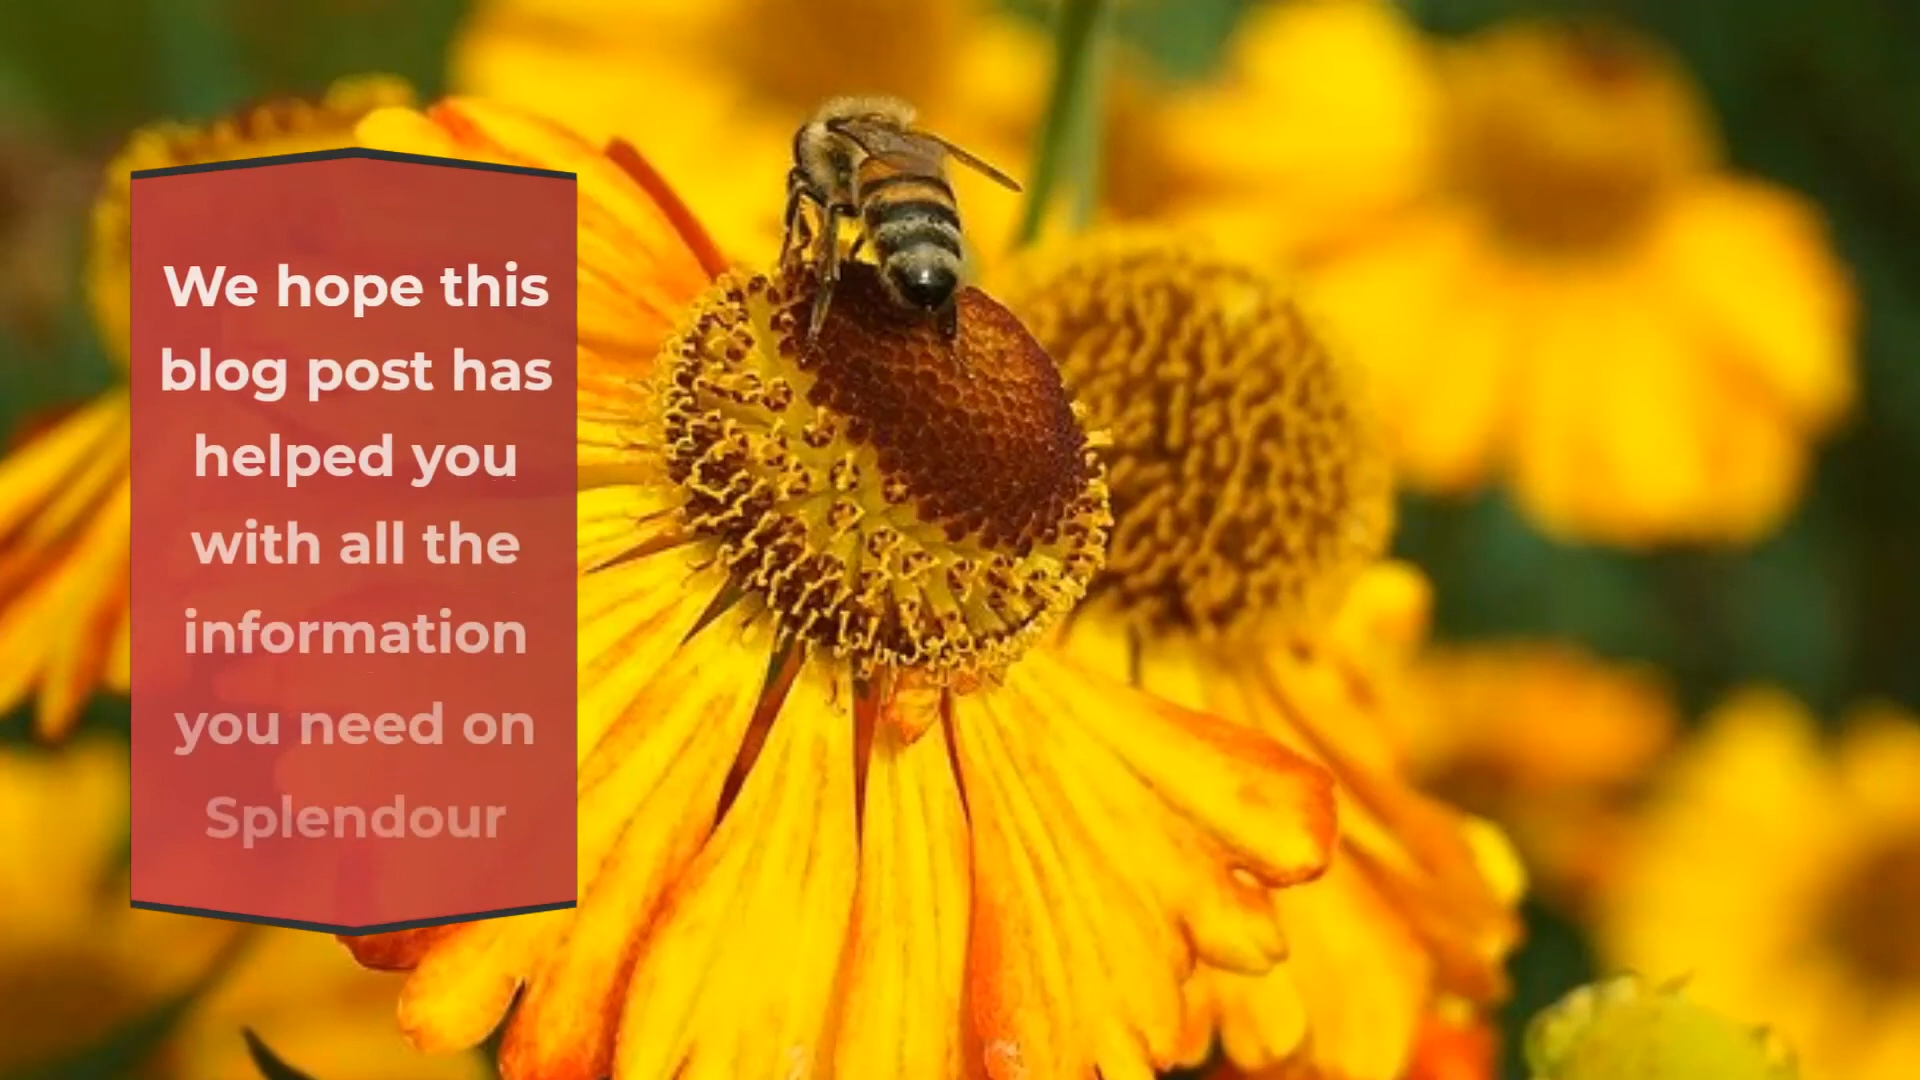 We hope this
blog post has
helped you
with all the
information
you need on
Splendour